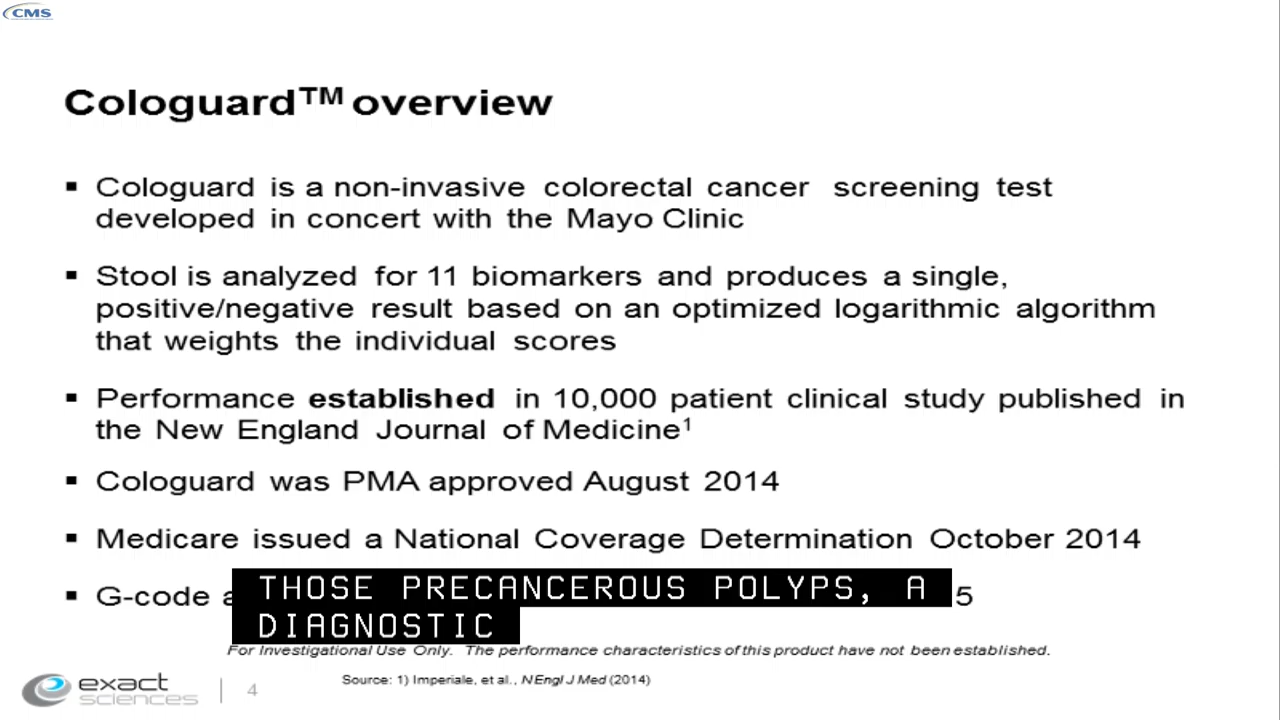 CMS
Cologuard™ overview
▪ Cologuard is a non-invasive colorectal cancer screening test
developed in concert with the Mayo Clinic
▪ Stool is analyzed for 11 biomarkers and produces a single,
positive/negative result based on an optimized logarithmic algorithm
that weights the individual scores
▪ Performance established in 10,000 patient clinical study published in
the New England Journal of Medicine¹
▪ Cologuard was PMA approved August 2014
▪ Medicare issued a National Coverage Determination October 2014
▪ G-code 5
THOSE PRECANCEROUS POLYPS, A
DIAGNOSTIC
For Investigational Use Only. The performance characteristics of this product have not been established.
Source: 1) Imperiale, et al., N Engl J Med (2014)
exact
sciences
4